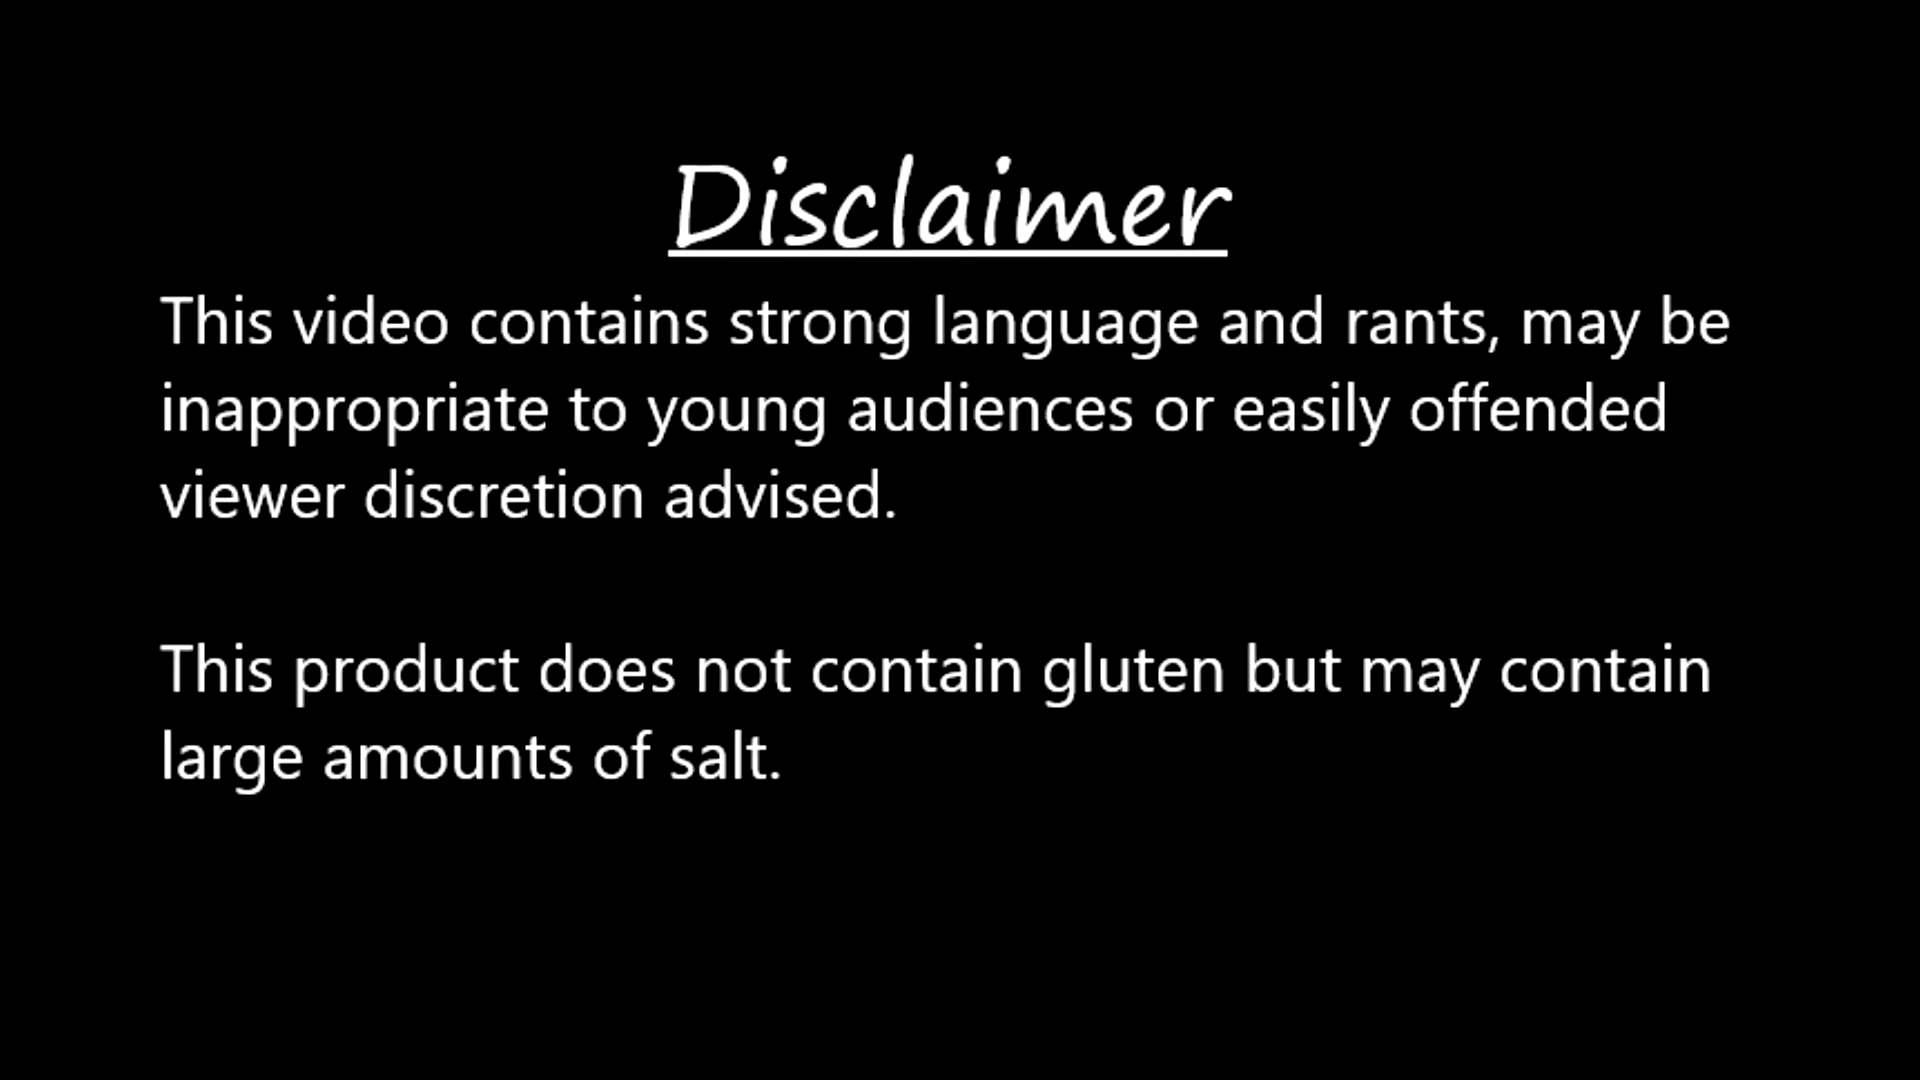 Disclaimer
This video contains strong language and rants, may be
inappropriate to young audiences or easily offended
viewer discretion advised.
This product does not contain gluten but may contain
large amounts of salt.